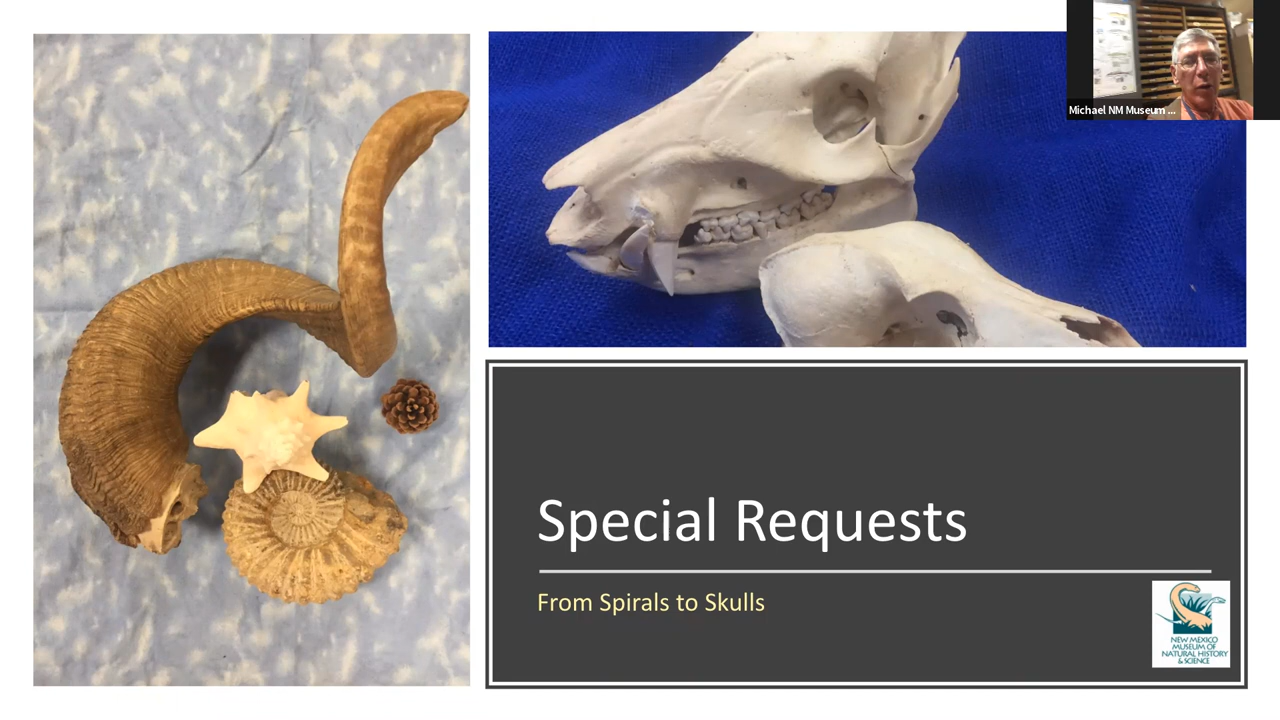 Michael NM Museum ...
Special Requests
From Spirals to Skulls
NEW MEXICO
MUSEUM OF
NATURAL HISTORY
& SCIENCE